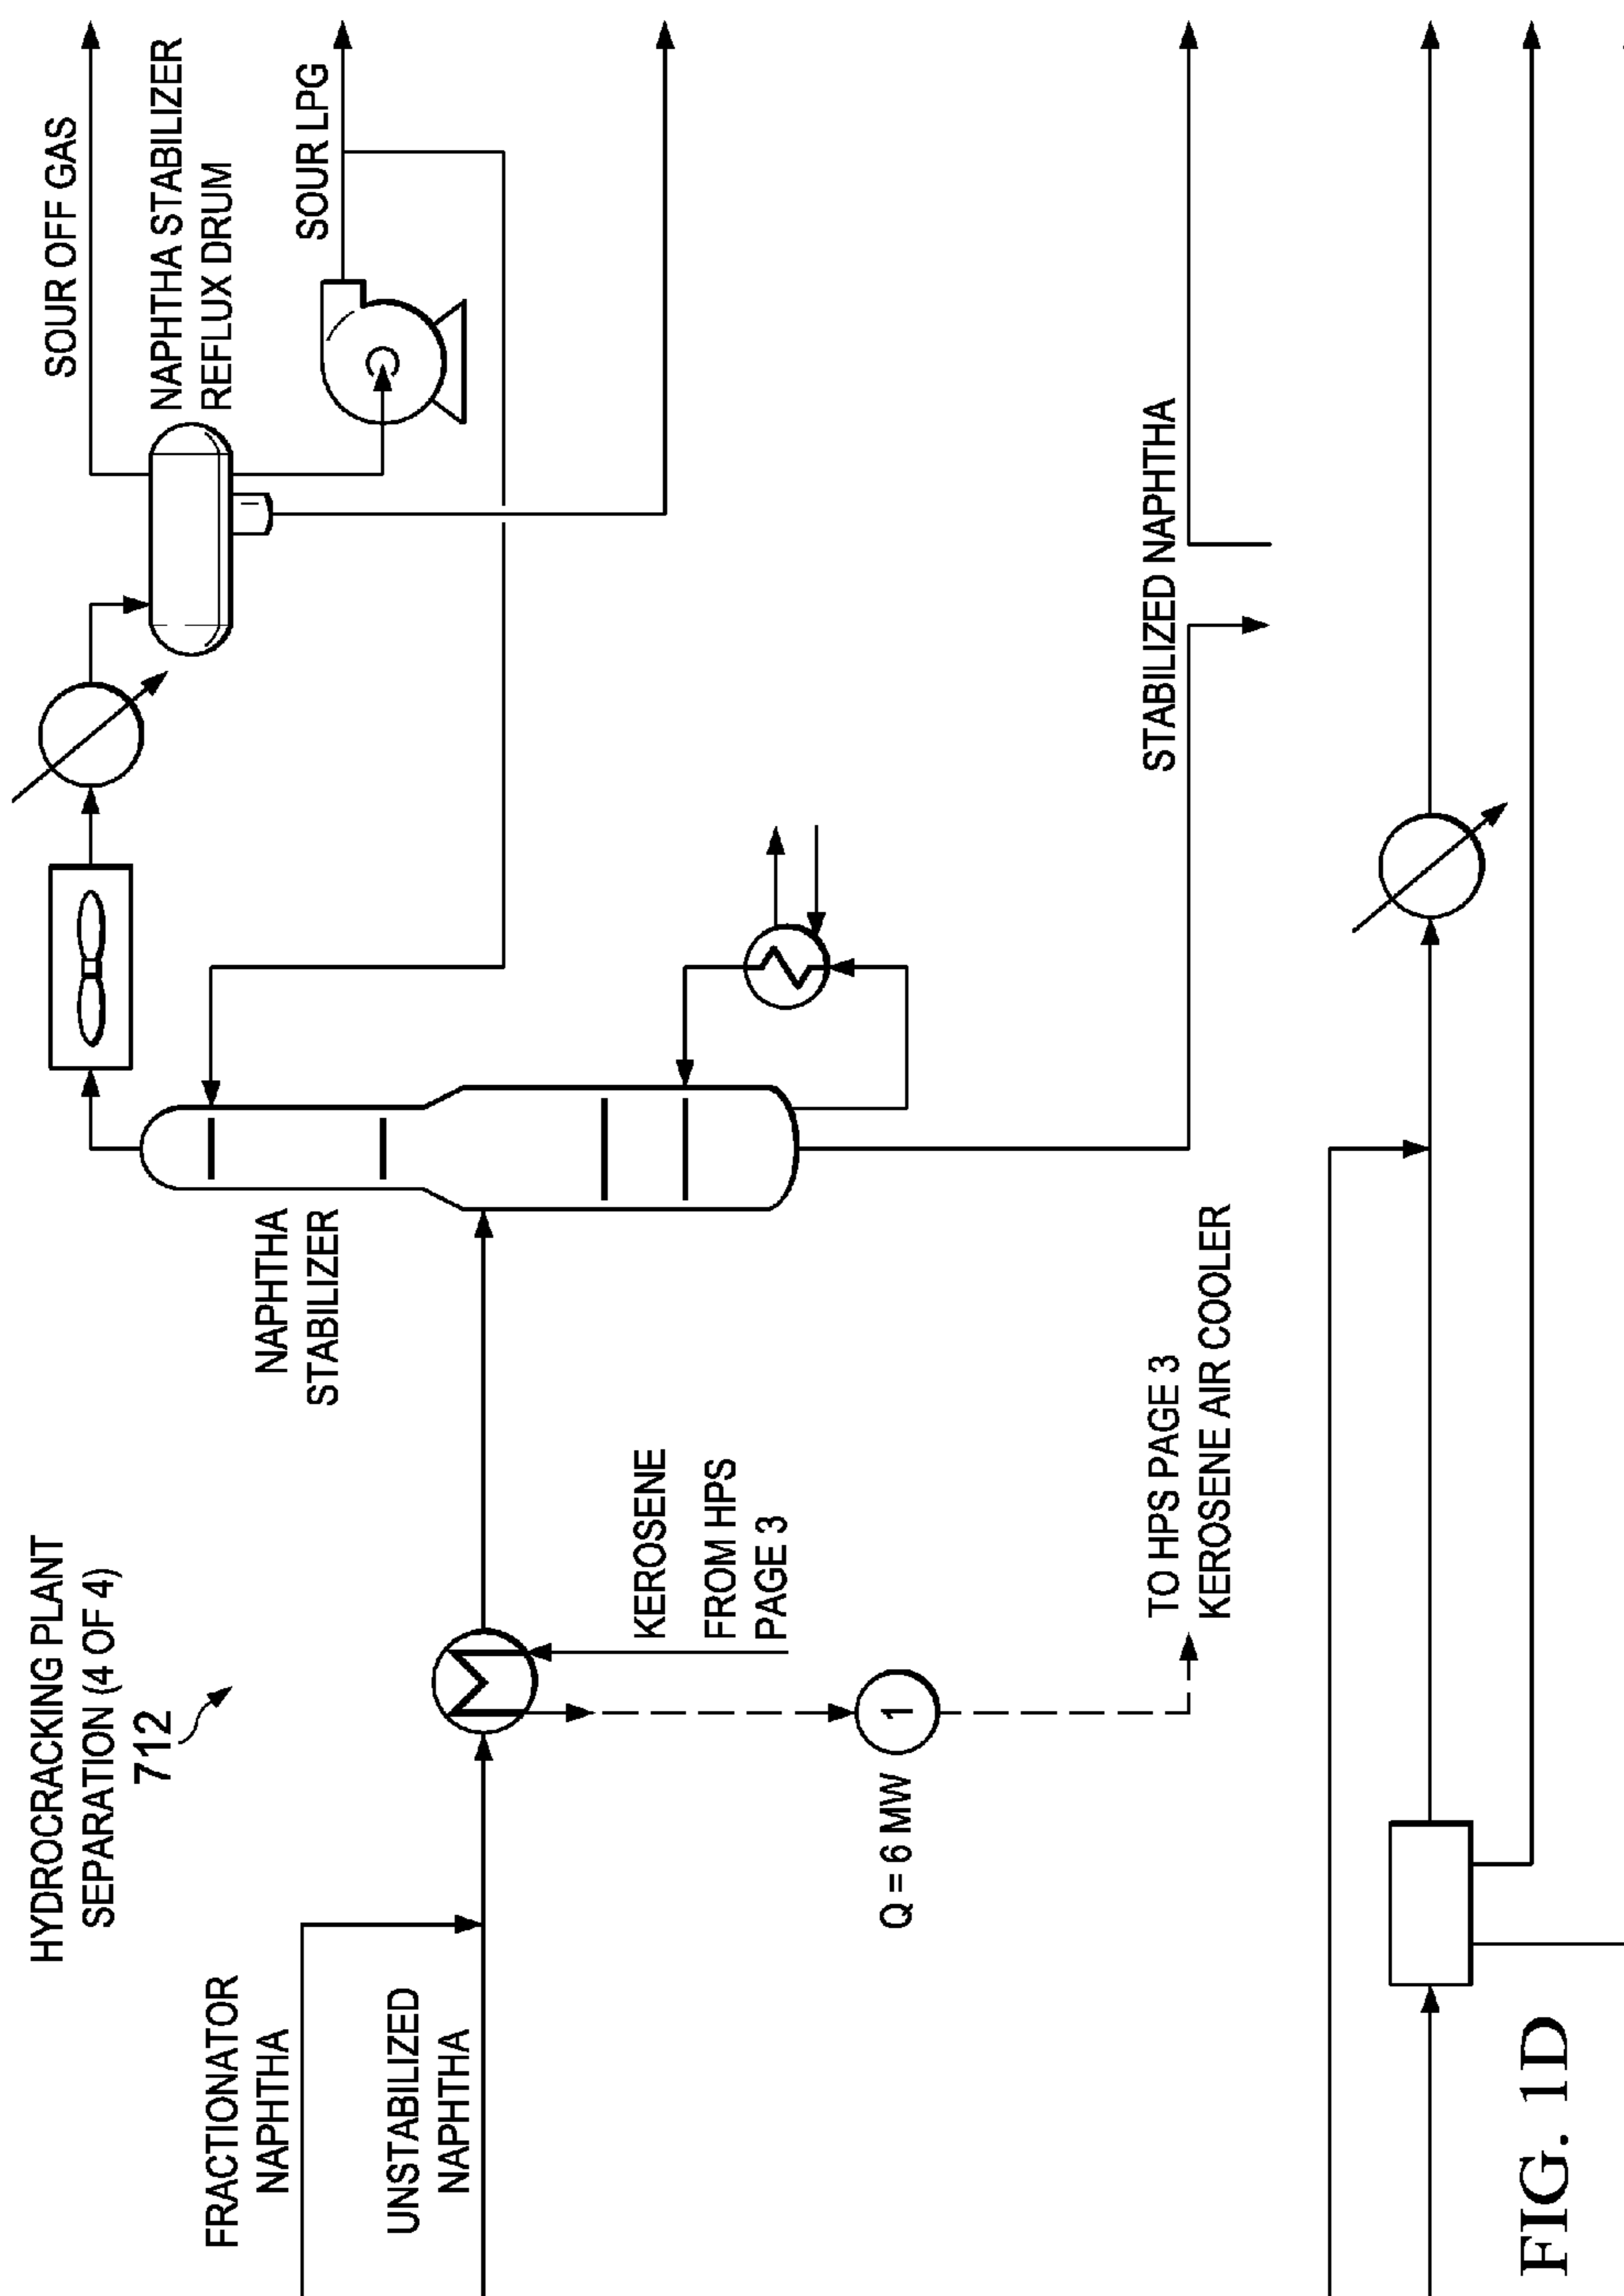 HYDROCRACKING PLANT
SEPARATION (4 OF 4)
712
FRACTIONATOR
NAPHTHA
UNSTABILIZED
NAPHTHA
KEROSENE
FROM HPS
PAGE 3
Q = 6 MW
1
TO HPS PAGE 3
KEROSENE AIR COOLER
NAPHTHA
STABILIZER
SOUR OFF GAS
NAPHTHA STABILIZER
REFLUX DRUM
SOUR LPG
STABILIZED NAPHTHA
FIG. 1D